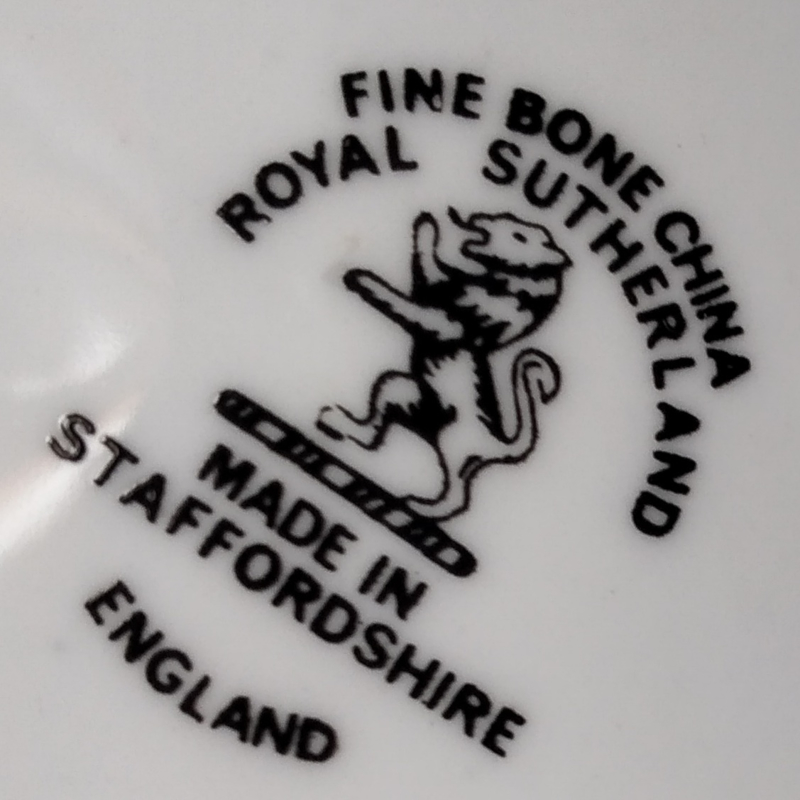 FINE BONE CHINA
ROYAL SUTHERLAND
MADE IN
STAFFORDSHIRE
ENGLAND